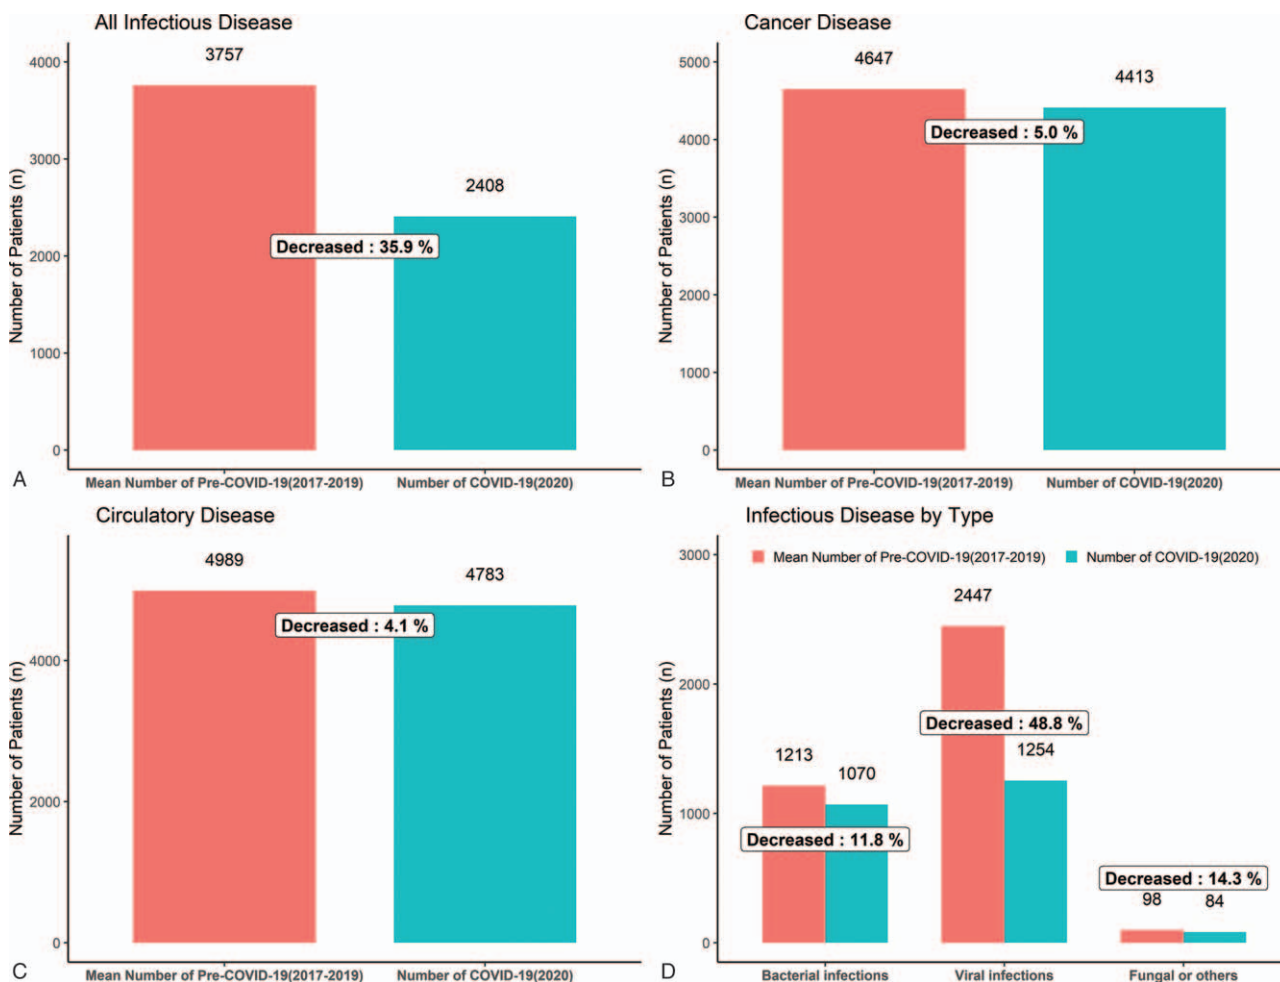 All Infectious Disease
Number of Patients (n)
4000
3000
2000
1000
0
3757
2408
Decreased : 35.9 %
Mean Number of Pre-COVID-19(2017-2019)
Number of COVID-19(2020)
A
Cancer Disease
Number of Patients (n)
5000
4000
3000
2000
1000
0
4647
4413
Decreased : 5.0 %
Mean Number of Pre-COVID-19(2017-2019)
Number of COVID-19(2020)
B
Circulatory Disease
Number of Patients (n)
4000
2000
0
4989
4783
Decreased : 4.1 %
Mean Number of Pre-COVID-19(2017-2019)
Number of COVID-19(2020)
C
Infectious Disease by Type
Mean Number of Pre-COVID-19(2017-2019)
Number of COVID-19(2020)
Number of Patients (n)
3000
2000
1000
0
1213
1070
Decreased : 11.8 %
2447
Decreased : 48.8 %
1254
Decreased : 14.3 %
98
84
Bacterial infections
Viral infections
Fungal or others
D